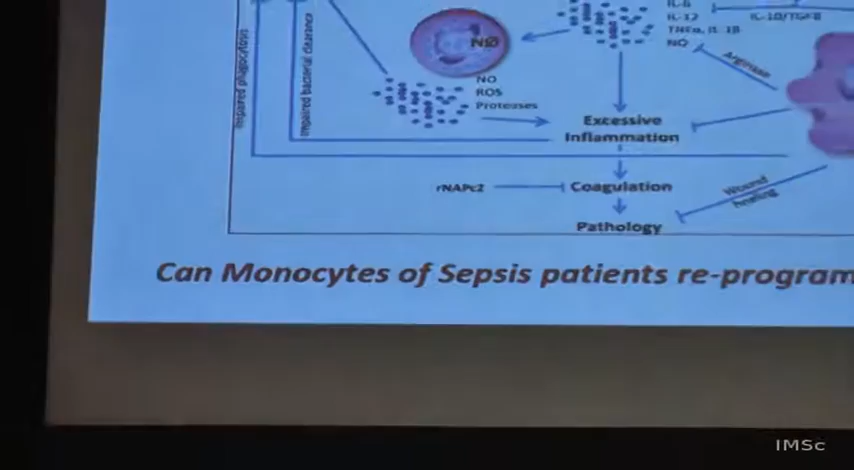 IL-6
IL-12
IL-10/TGFβ
TNFα, IL-1β
NO
NØ
Arginase
NO
ROS
Proteases
Impaired phagocytosis
Impaired bacterial clearance
Excessive
Inflammation
rNAPc2
Coagulation
Wound
healing
Pathology
Can Monocytes of Sepsis patients re-program
IMSc